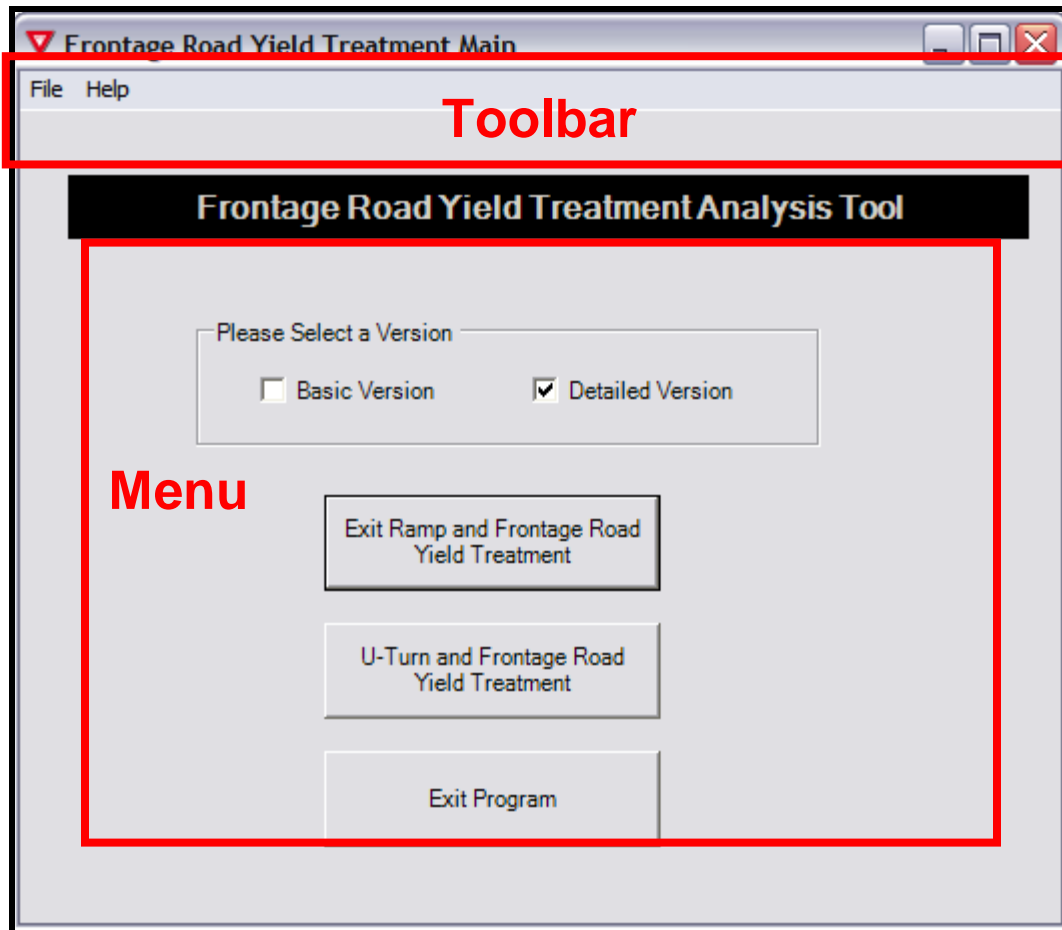 Frontage Road Yield Treatment Main
File Help
Toolbar
Frontage Road Yield Treatment Analysis Tool
Please Select a Version
Basic Version Detailed Version
Menu
Exit Ramp and Frontage Road
Yield Treatment
U-Turn and Frontage Road
Yield Treatment
Exit Program